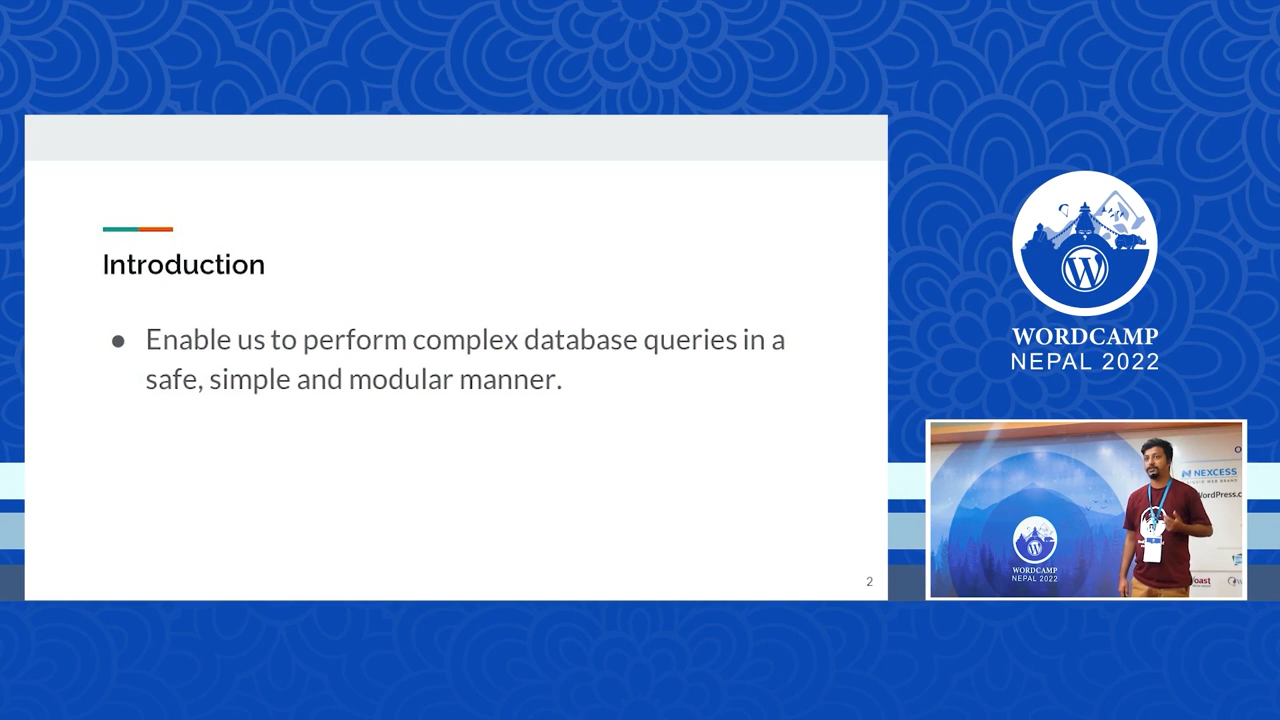 Introduction
● Enable us to perform complex database queries in a
safe, simple and modular manner.
2
WORDCAMP
NEPAL 2022
NEXCESS
WordPress.c
WORDCAMP
NEPAL 2022